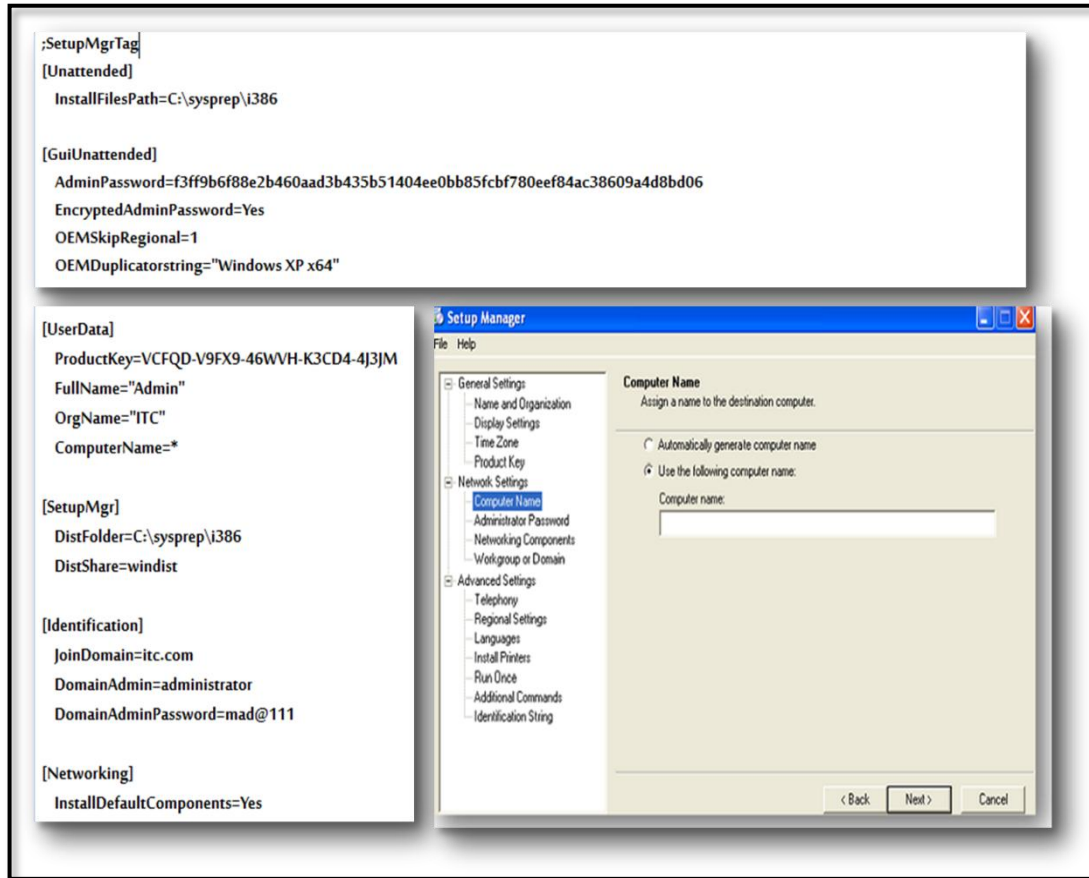 ;SetupMgrTag
[Unattended]
InstallFilesPath=C:\sysprep\i386
[GuiUnattended]
AdminPassword=f3ff9b6f88e2b460aad3b435b51404ee0bb85fcbf780eef84ac38609a4d8bd06
EncryptedAdminPassword=Yes
OEMSkipRegional=1
OEMDuplicatorstring="Windows XP x64"
[UserData]
ProductKey=VCFQD-V9FX9-46WVH-K3CD4-4J3JM
FullName="Admin"
OrgName="ITC"
ComputerName=*
[SetupMgr]
DistFolder=C:\sysprep\i386
DistShare=windist
[Identification]
JoinDomain=itc.com
DomainAdmin=administrator
DomainAdminPassword=mad@111
[Networking]
InstallDefaultComponents=Yes
Setup Manager
File Help
General Settings
Name and Organization
Display Settings
Time Zone
Product Key
Network Settings
Computer Name
Administrator Password
Networking Components
Workgroup or Domain
Advanced Settings
Telephony
Regional Settings
Languages
Install Printers
Run Once
Additional Commands
Identification String
Computer Name
Assign a name to the destination computer.
Automatically generate computer name
Use the following computer name:
Computer name:
< Back Next > Cancel